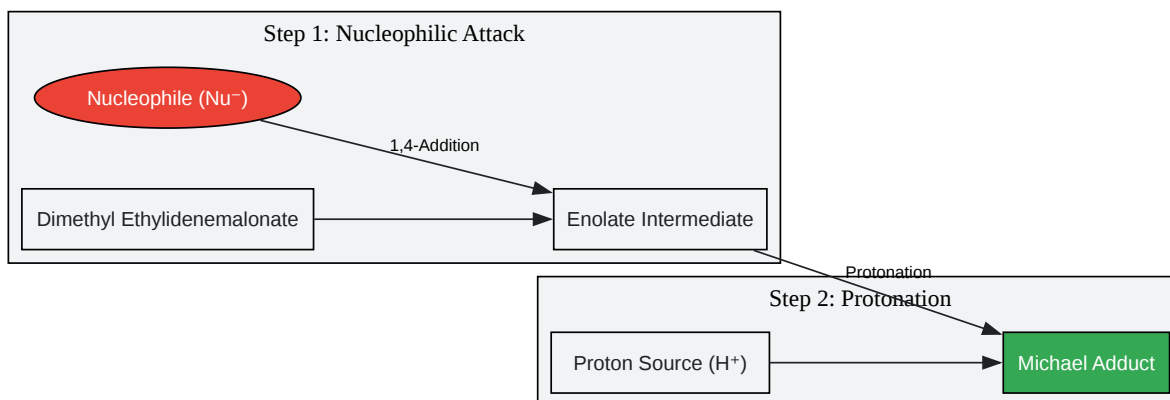 Step 1: Nucleophilic Attack
Nucleophile (Nu⁻)
1,4-Addition
Dimethyl Ethylidenemalonate
Enolate Intermediate
Protonation
Step 2: Protonation
Proton Source (H⁺)
Michael Adduct